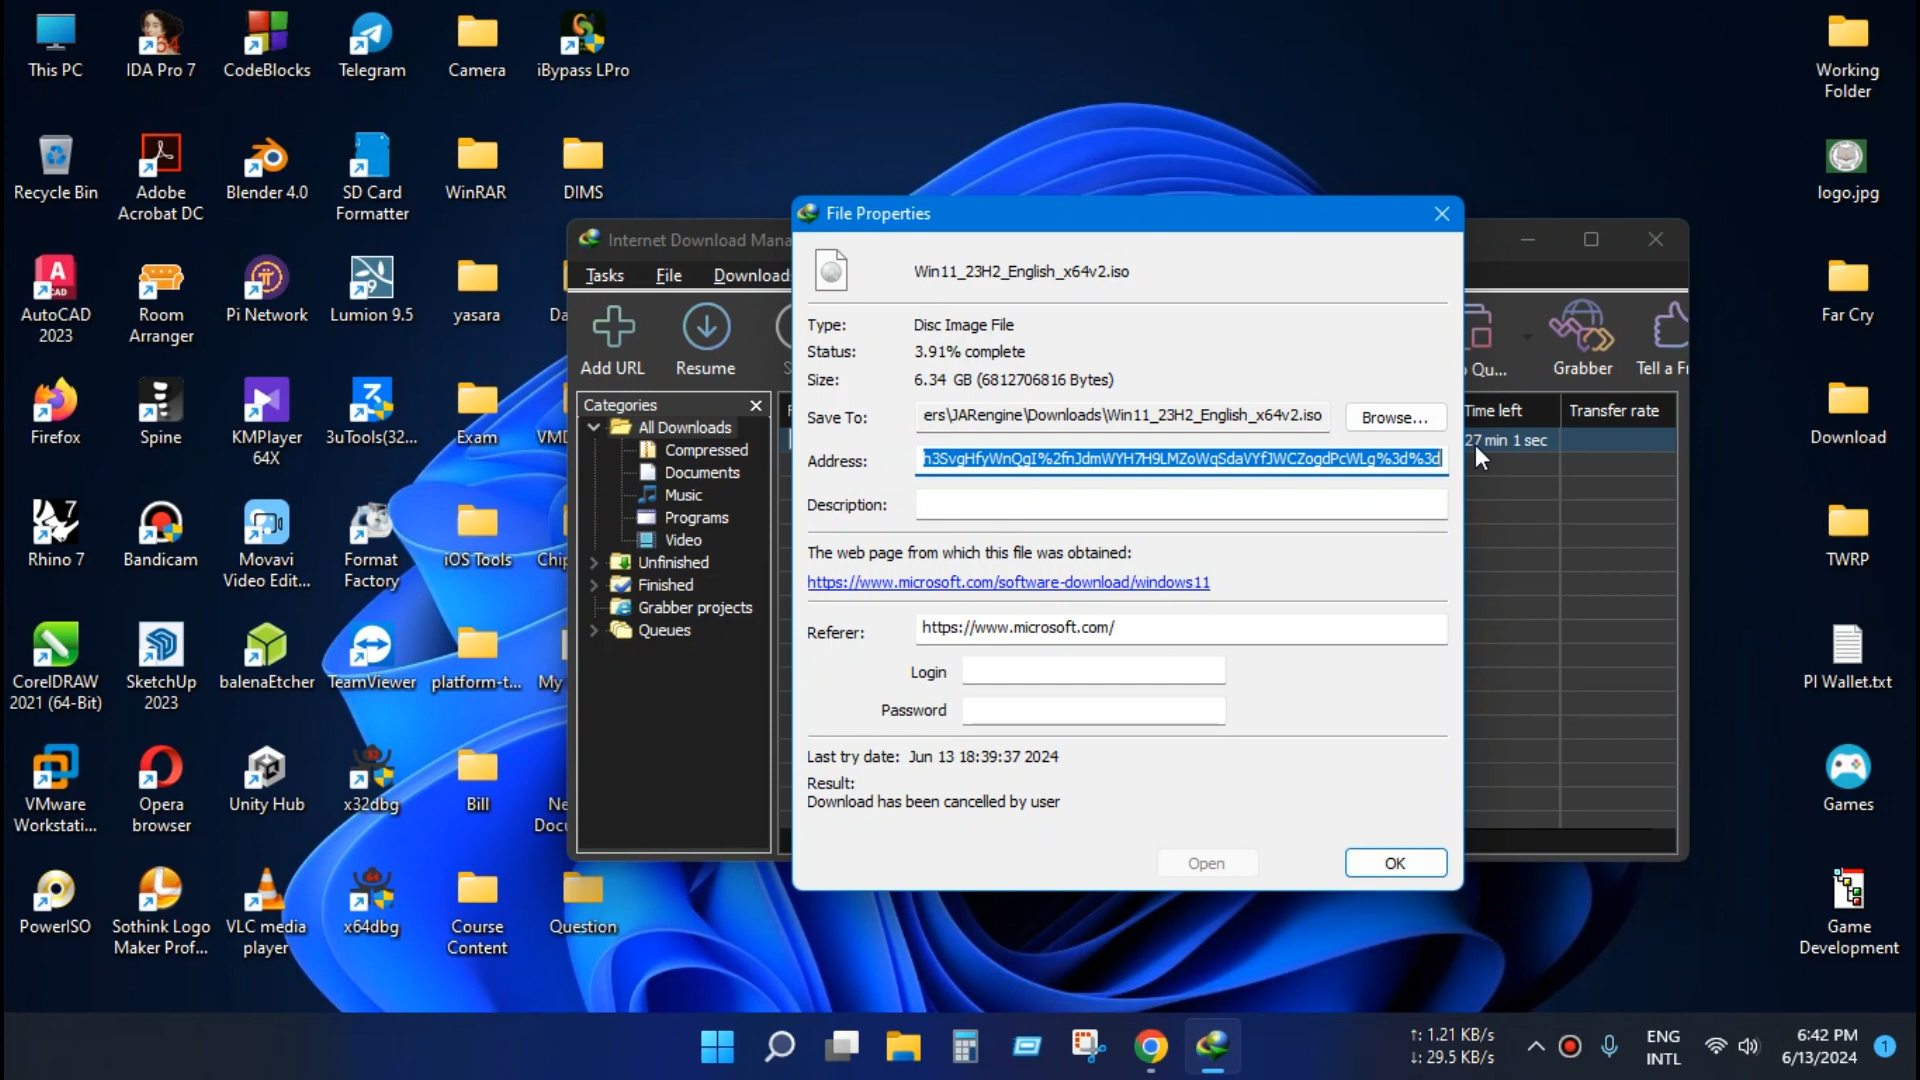 This PC
IDA Pro 7
CodeBlocks
Telegram
Camera
iBypass LPro
Working
Folder
Recycle Bin
Adobe
Acrobat DC
Blender 4.0
SD Card
Formatter
WinRAR
DIMS
logo.jpg
AutoCAD
2023
Room
Arranger
Pi Network
Lumion 9.5
yasara
Da
Far Cry
Firefox
Spine
KMPlayer
64X
3uTools(32...
Exam
VMD
Download
Rhino 7
Bandicam
Movavi
Video Edit...
Format
Factory
iOS Tools
Chip
TWRP
CorelDRAW
2021 (64-Bit)
SketchUp
2023
balenaEtcher
TeamViewer
platform-t...
My
PI Wallet.txt
VMware
Workstati...
Opera
browser
Unity Hub
x32dbg
Bill
Ne
Docu
Games
PowerISO
Sothink Logo
Maker Prof...
VLC media
player
x64dbg
Course
Content
Question
Game
Development
Internet Download Mana
Tasks File Download
Add URL
Resume
S
Qu...
Grabber
Tell a Fr
Categories
All Downloads
Compressed
Documents
Music
Programs
Video
Unfinished
Finished
Grabber projects
Queues
Time left
Transfer rate
27 min 1 sec
File Properties
Win11_23H2_English_x64v2.iso
Type: Disc Image File
Status: 3.91% complete
Size: 6.34 GB (6812706816 Bytes)
Save To: ers\JARengine\Downloads\Win11_23H2_English_x64v2.iso Browse...
Address: h3SvgHfyWnQgI%2fnJdmWYH7H9LMZoWqSdaVYfJWCZogdPcWLg%3d%3d
Description:
The web page from which this file was obtained:
https://www.microsoft.com/software-download/windows11
Referer: https://www.microsoft.com/
Login
Password
Last try date: Jun 13 18:39:37 2024
Result:
Download has been cancelled by user
Open
OK
↑: 1.21 KB/s
↓: 29.5 KB/s
ENG
INTL
6:42 PM
6/13/2024
1